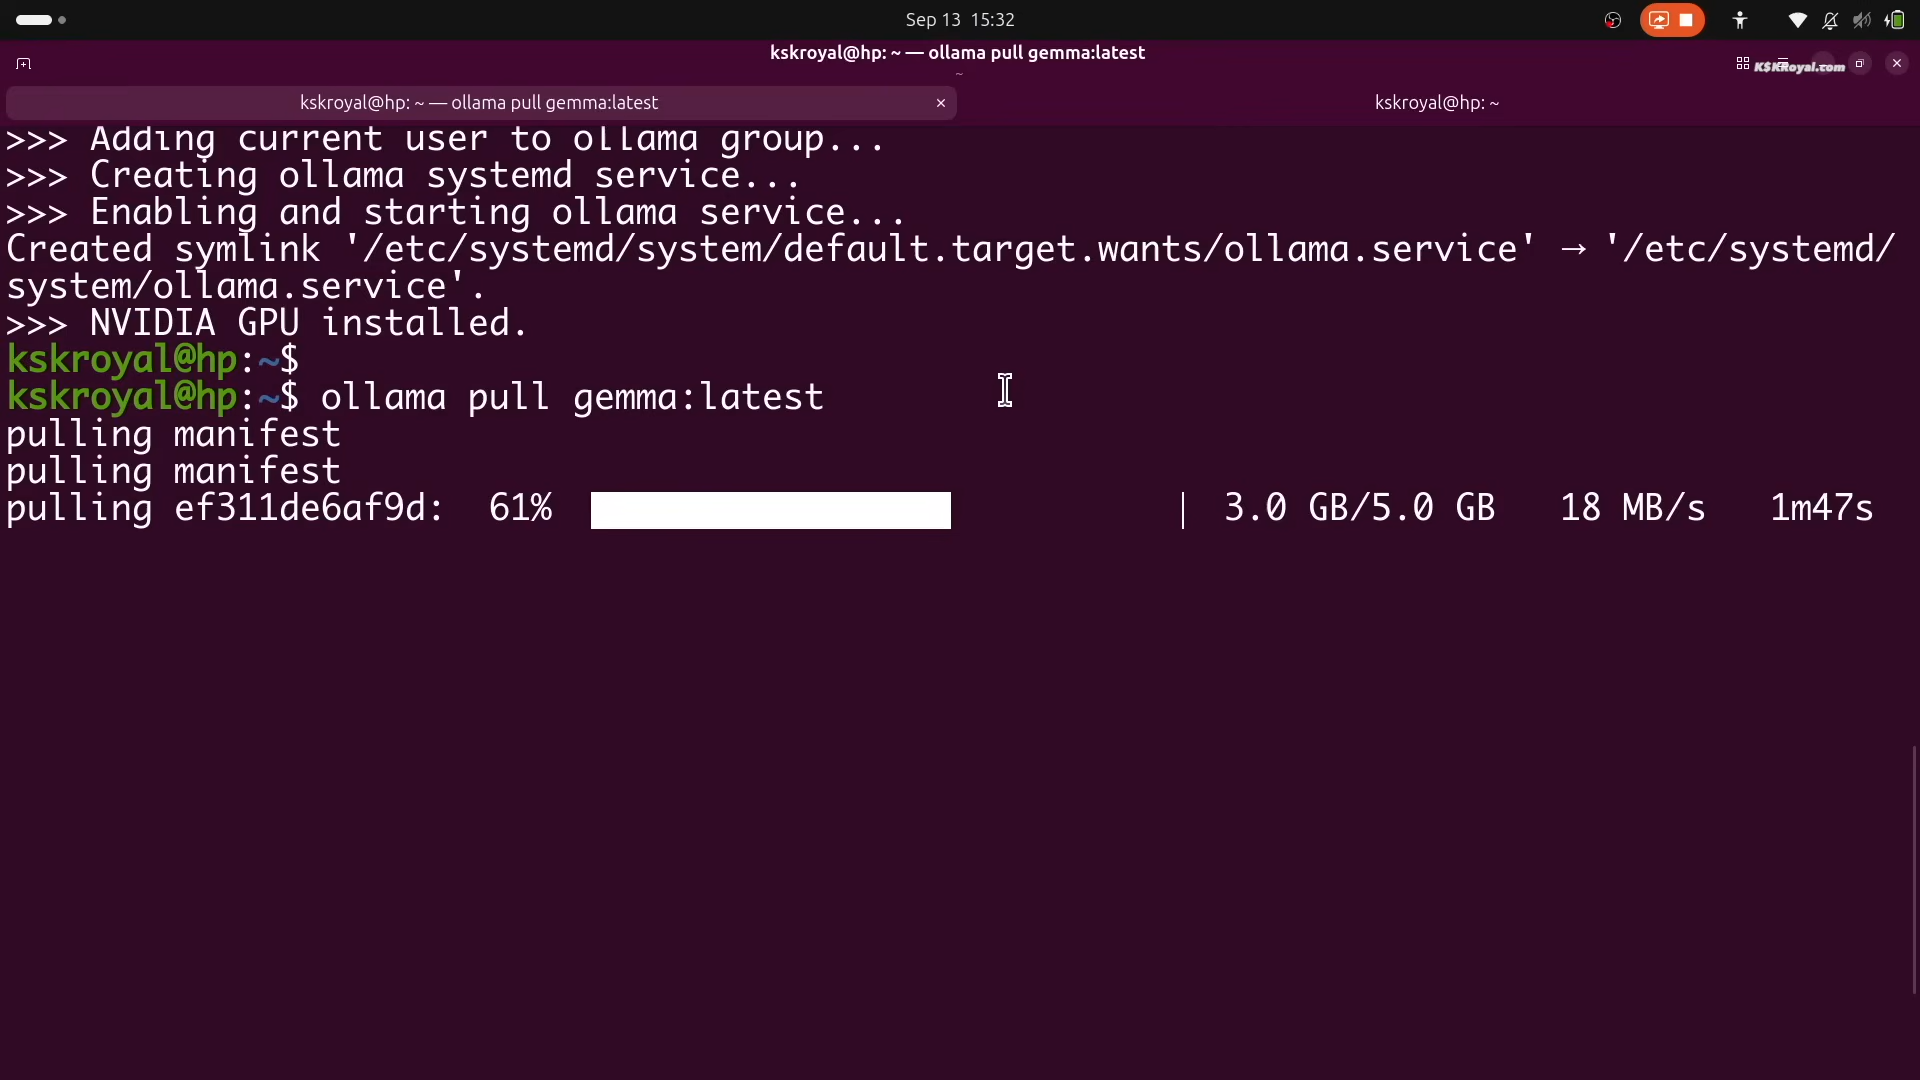 Sep 13 15:32
kskroyal@hp: ~ — ollama pull gemma:latest
~
KSKRoyal.com
kskroyal@hp: ~ — ollama pull gemma:latest
kskroyal@hp: ~
>>> Adding current user to ollama group...
>>> Creating ollama systemd service...
>>> Enabling and starting ollama service...
Created symlink '/etc/systemd/system/default.target.wants/ollama.service' → '/etc/systemd/
system/ollama.service'.
>>> NVIDIA GPU installed.
kskroyal@hp:~$
kskroyal@hp:~$ ollama pull gemma:latest
pulling manifest
pulling manifest
pulling ef311de6af9d: 61% | 3.0 GB/5.0 GB 18 MB/s 1m47s